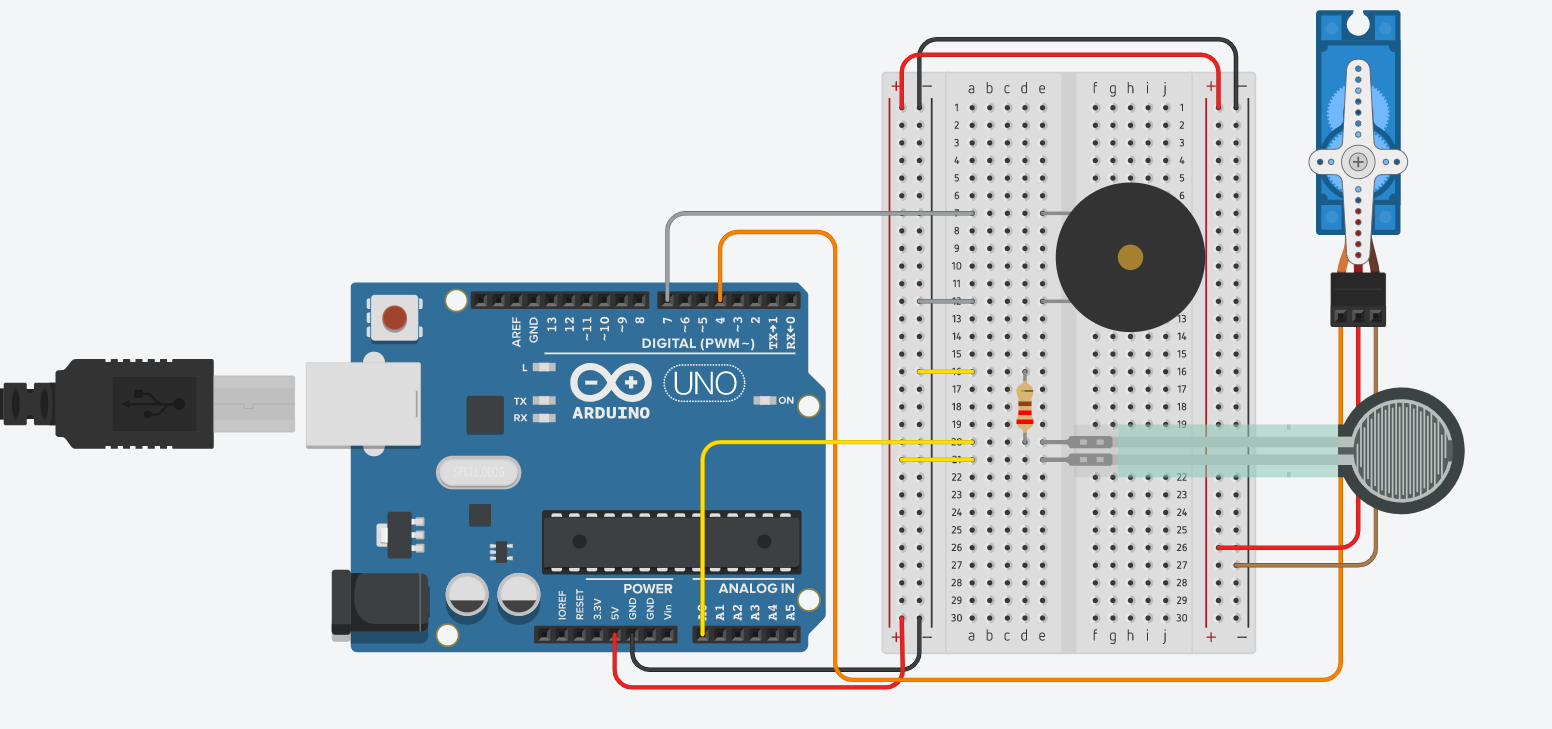 + − a b c d e f g h i j + −
1 1
2 2
3 3
4 4
5 5
6 6
7
8
9
10
11
12
13 13
14 14
15 15
16 16
17 17
18 18
19 19
20
21
22 22
23 23
24 24
25 25
26 26
27 27
28 28
29 29
30 30
+ − a b c d e f g h i j + −
AREF
GND
13
12
~11
~10
~9
8
7
~6
~5
4
~3
2
TX→1
RX←0
DIGITAL (PWM~)
L
TX
RX
ON
UNO
ARDUINO
SPK16.000G
POWER
ANALOG IN
IOREF
RESET
3.3V
5V
GND
GND
Vin
A0
A1
A2
A3
A4
A5